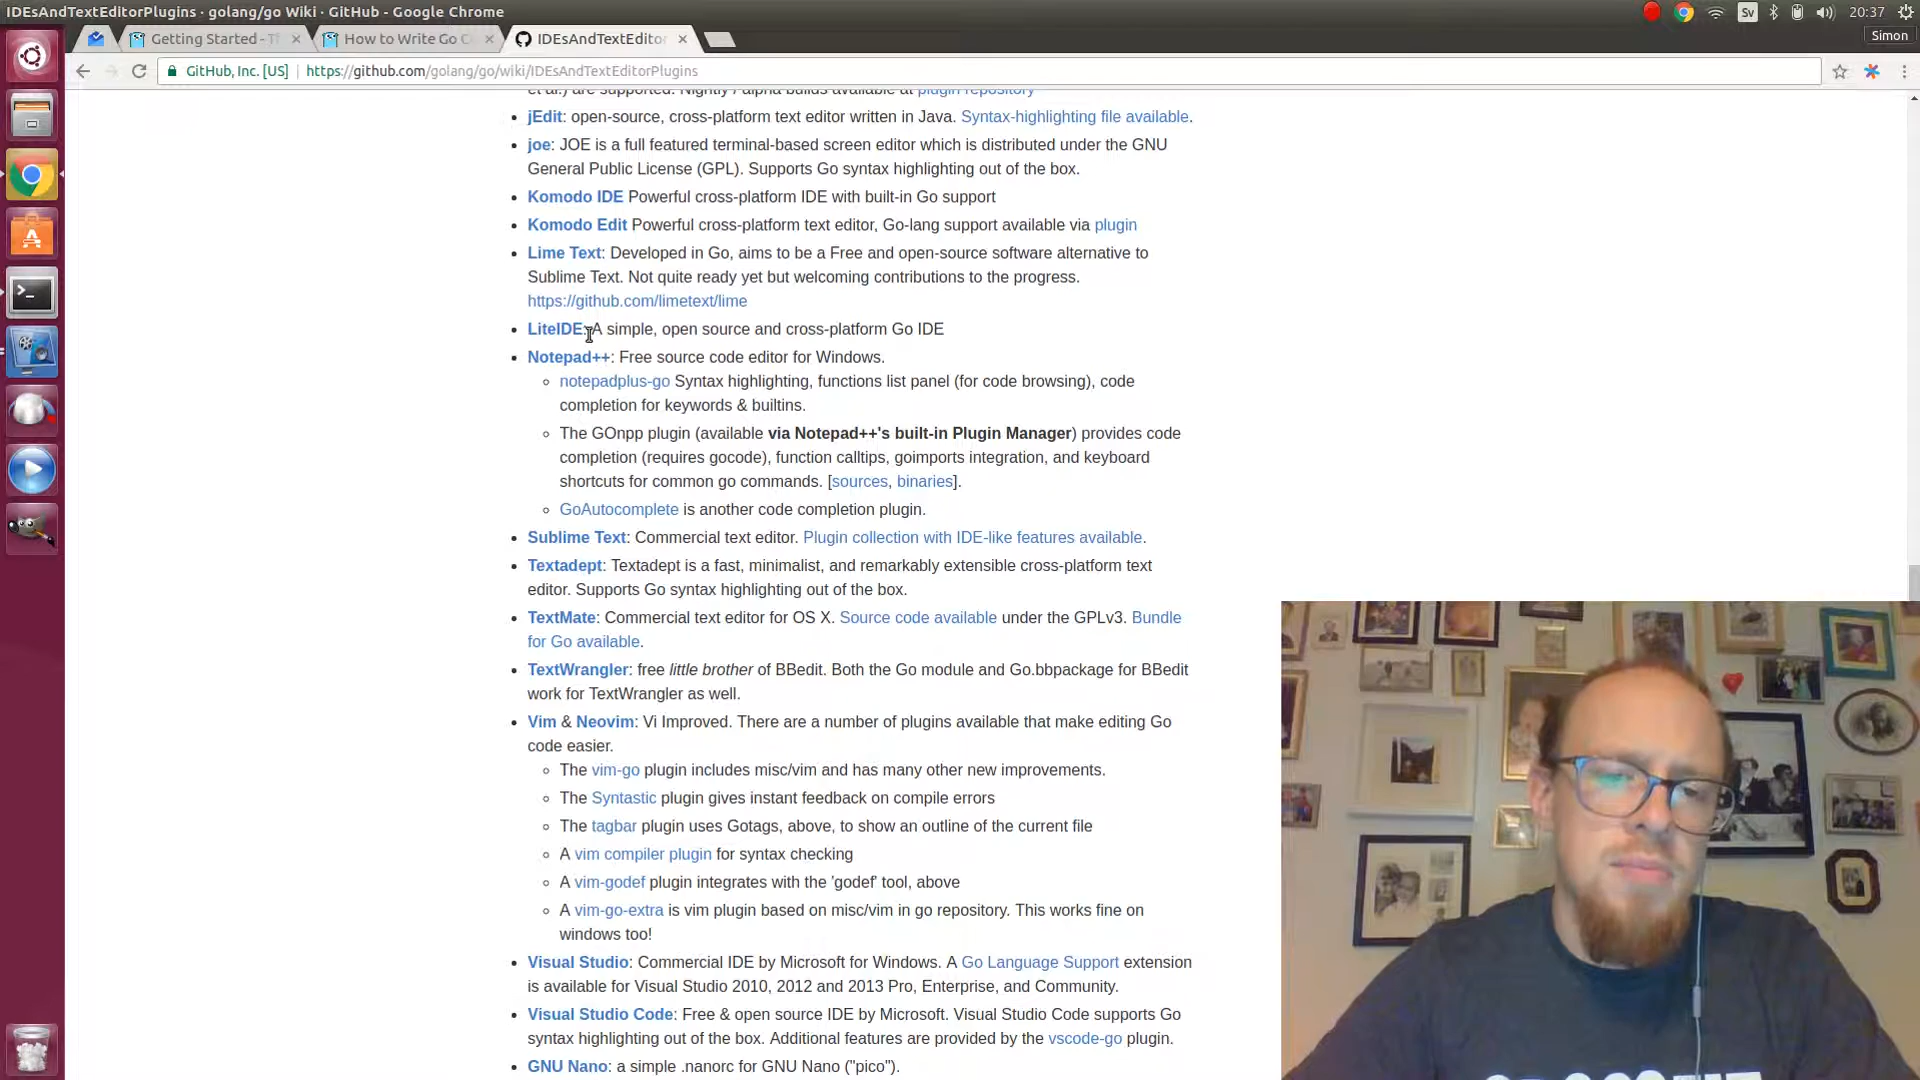 IDEsAndTextEditorPlugins · golang/go Wiki · GitHub - Google Chrome
Sv
20:37
Getting Started - T
How to Write Go C
IDEsAndTextEditor
Simon
GitHub, Inc. [US]
https://github.com/golang/go/wiki/IDEsAndTextEditorPlugins
et al.) are supported. Nightly / alpha builds available at plugin repository
jEdit: open-source, cross-platform text editor written in Java. Syntax-highlighting file available.
joe: JOE is a full featured terminal-based screen editor which is distributed under the GNU
General Public License (GPL). Supports Go syntax highlighting out of the box.
Komodo IDE Powerful cross-platform IDE with built-in Go support
Komodo Edit Powerful cross-platform text editor, Go-lang support available via plugin
Lime Text: Developed in Go, aims to be a Free and open-source software alternative to
Sublime Text. Not quite ready yet but welcoming contributions to the progress.
https://github.com/limetext/lime
LiteIDE: A simple, open source and cross-platform Go IDE
Notepad++: Free source code editor for Windows.
notepadplus-go Syntax highlighting, functions list panel (for code browsing), code
completion for keywords & builtins.
The GOnpp plugin (available via Notepad++'s built-in Plugin Manager) provides code
completion (requires gocode), function calltips, goimports integration, and keyboard
shortcuts for common go commands. [sources, binaries].
GoAutocomplete is another code completion plugin.
Sublime Text: Commercial text editor. Plugin collection with IDE-like features available.
Textadept: Textadept is a fast, minimalist, and remarkably extensible cross-platform text
editor. Supports Go syntax highlighting out of the box.
TextMate: Commercial text editor for OS X. Source code available under the GPLv3. Bundle
for Go available.
TextWrangler: free little brother of BBedit. Both the Go module and Go.bbpackage for BBedit
work for TextWrangler as well.
Vim & Neovim: Vi Improved. There are a number of plugins available that make editing Go
code easier.
The vim-go plugin includes misc/vim and has many other new improvements.
The Syntastic plugin gives instant feedback on compile errors
The tagbar plugin uses Gotags, above, to show an outline of the current file
A vim compiler plugin for syntax checking
A vim-godef plugin integrates with the 'godef' tool, above
A vim-go-extra is vim plugin based on misc/vim in go repository. This works fine on
windows too!
Visual Studio: Commercial IDE by Microsoft for Windows. A Go Language Support extension
is available for Visual Studio 2010, 2012 and 2013 Pro, Enterprise, and Community.
Visual Studio Code: Free & open source IDE by Microsoft. Visual Studio Code supports Go
syntax highlighting out of the box. Additional features are provided by the vscode-go plugin.
GNU Nano: a simple .nanorc for GNU Nano ("pico").